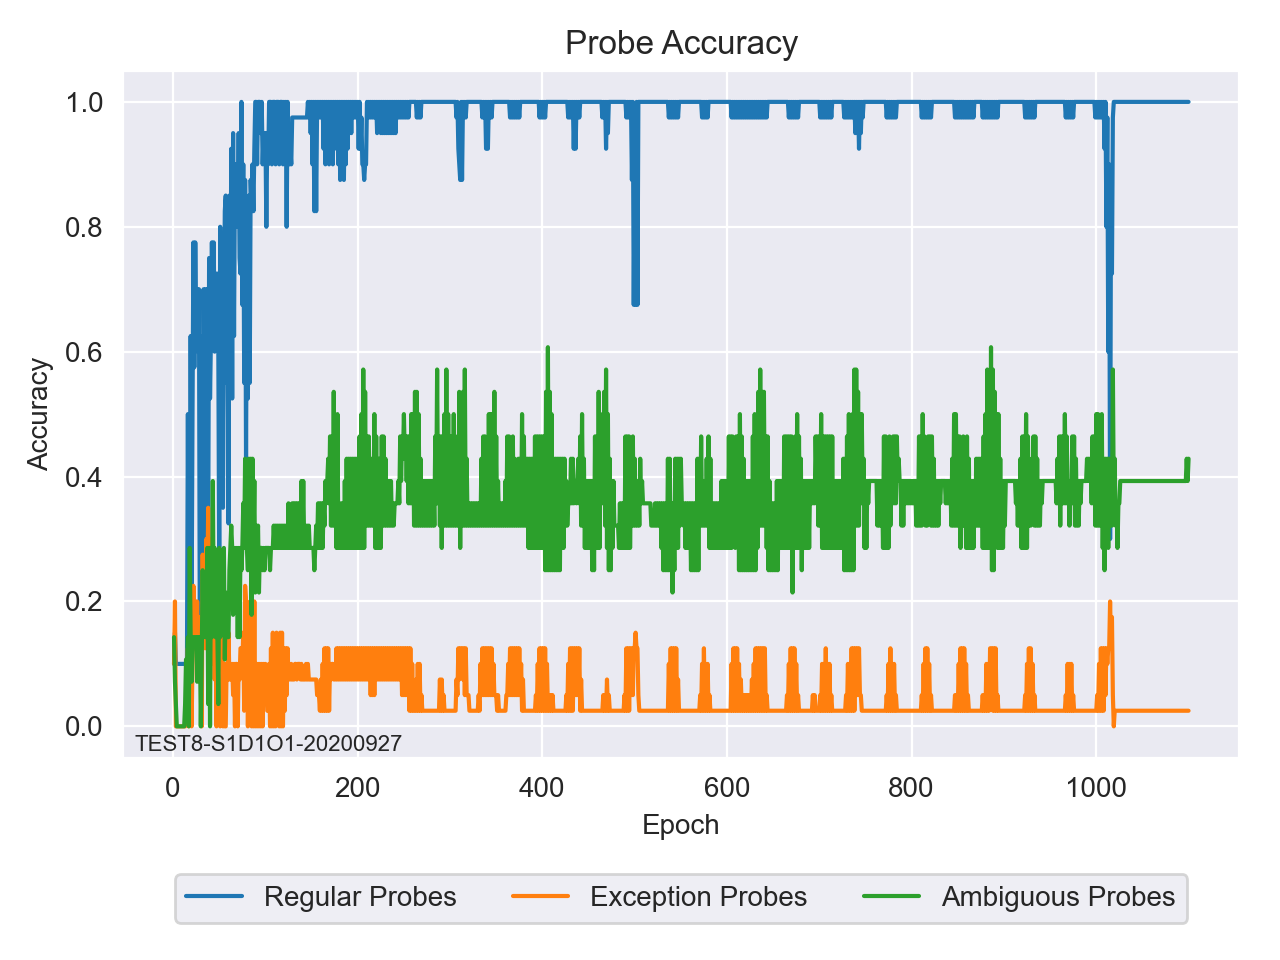 Probe Accuracy
1.0
0.8
0.6
0.4
0.2
0.0
Accuracy
TEST8-S1D1O1-20200927
0 200 400 600 800 1000
Epoch
Regular Probes Exception Probes Ambiguous Probes